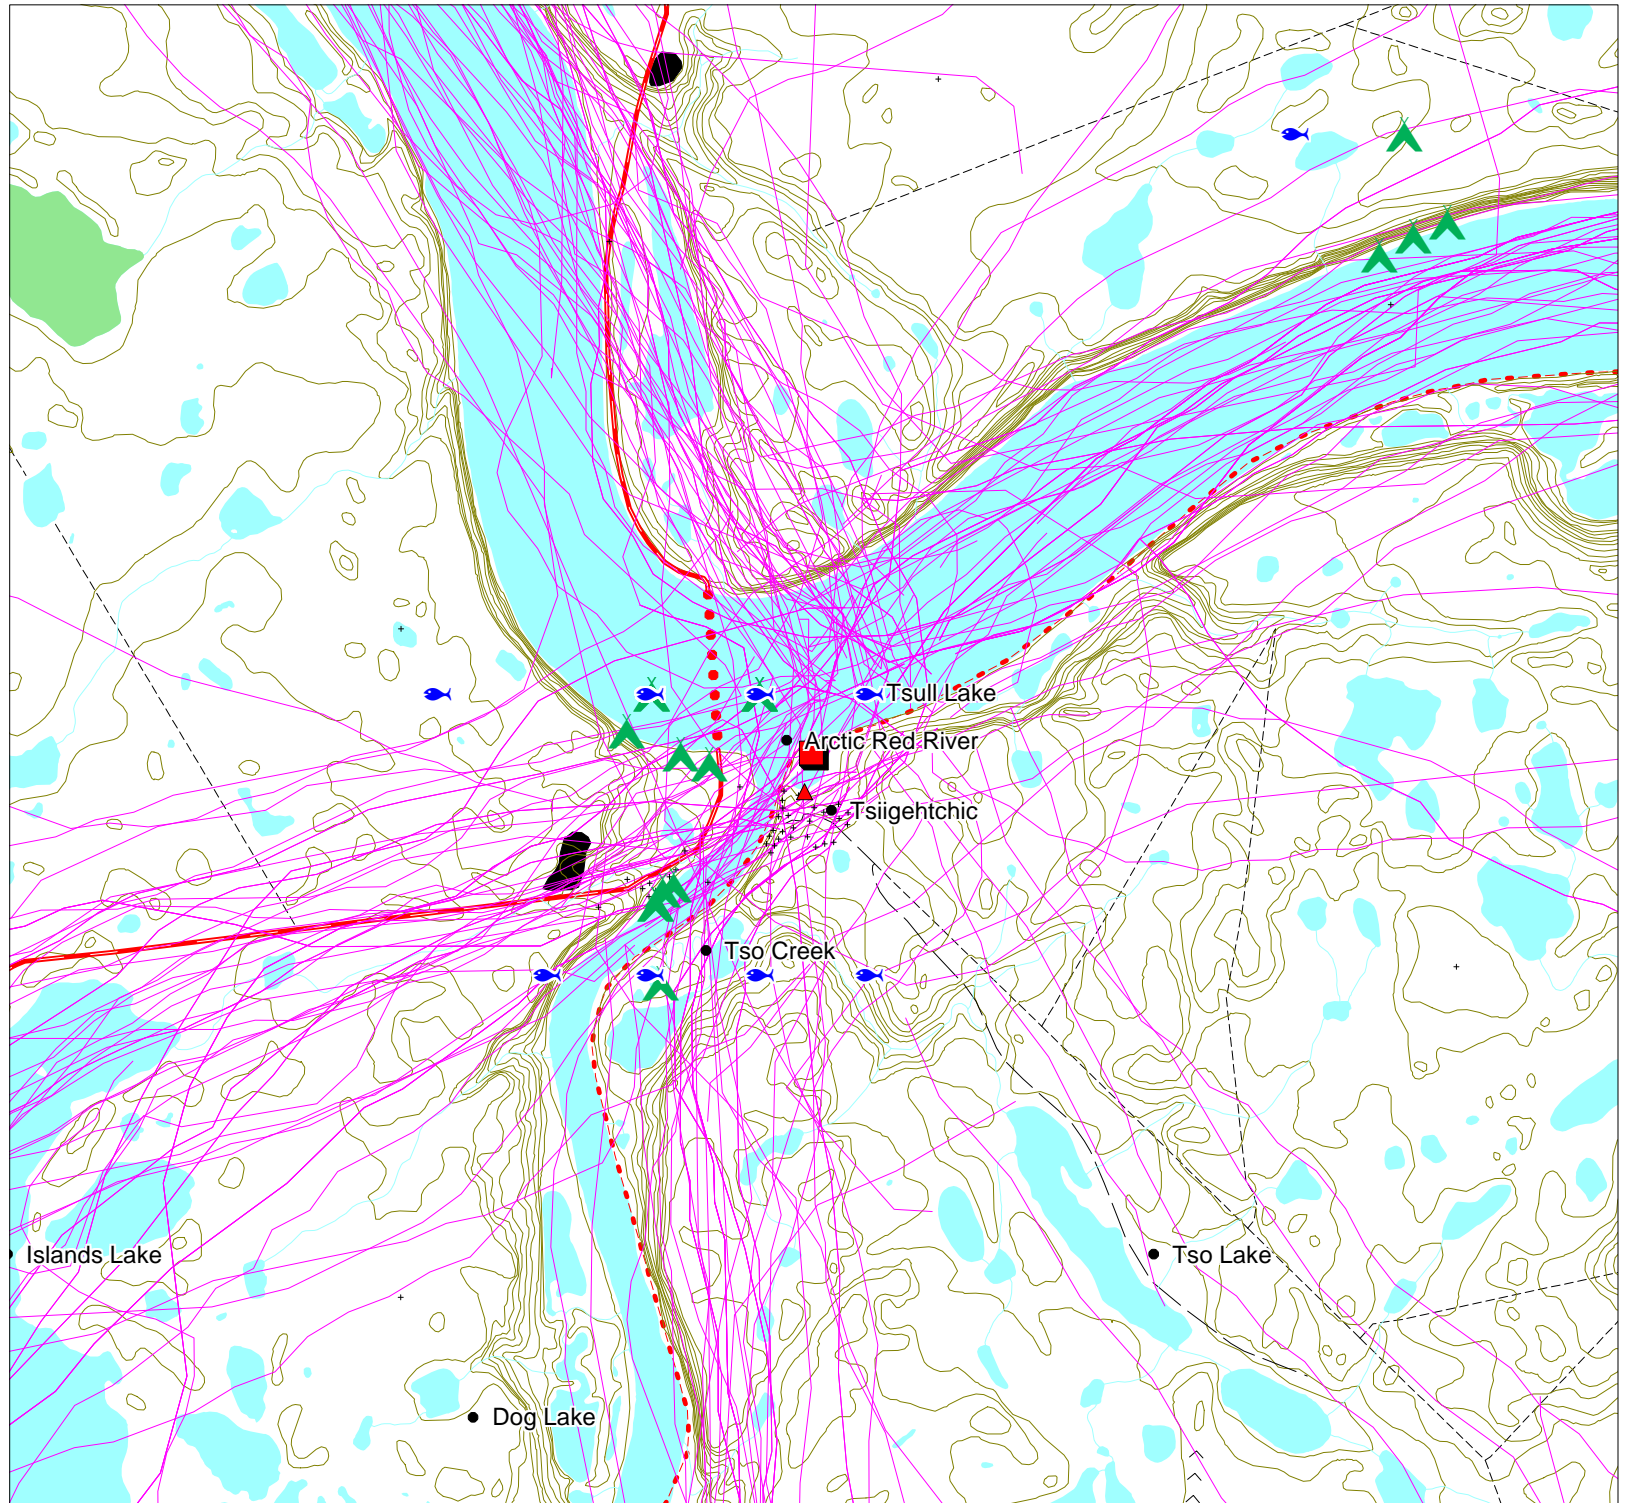 Tsull Lake
Arctic Red River
Tsiigehtchic
Tso Creek
Islands Lake
Tso Lake
Dog Lake